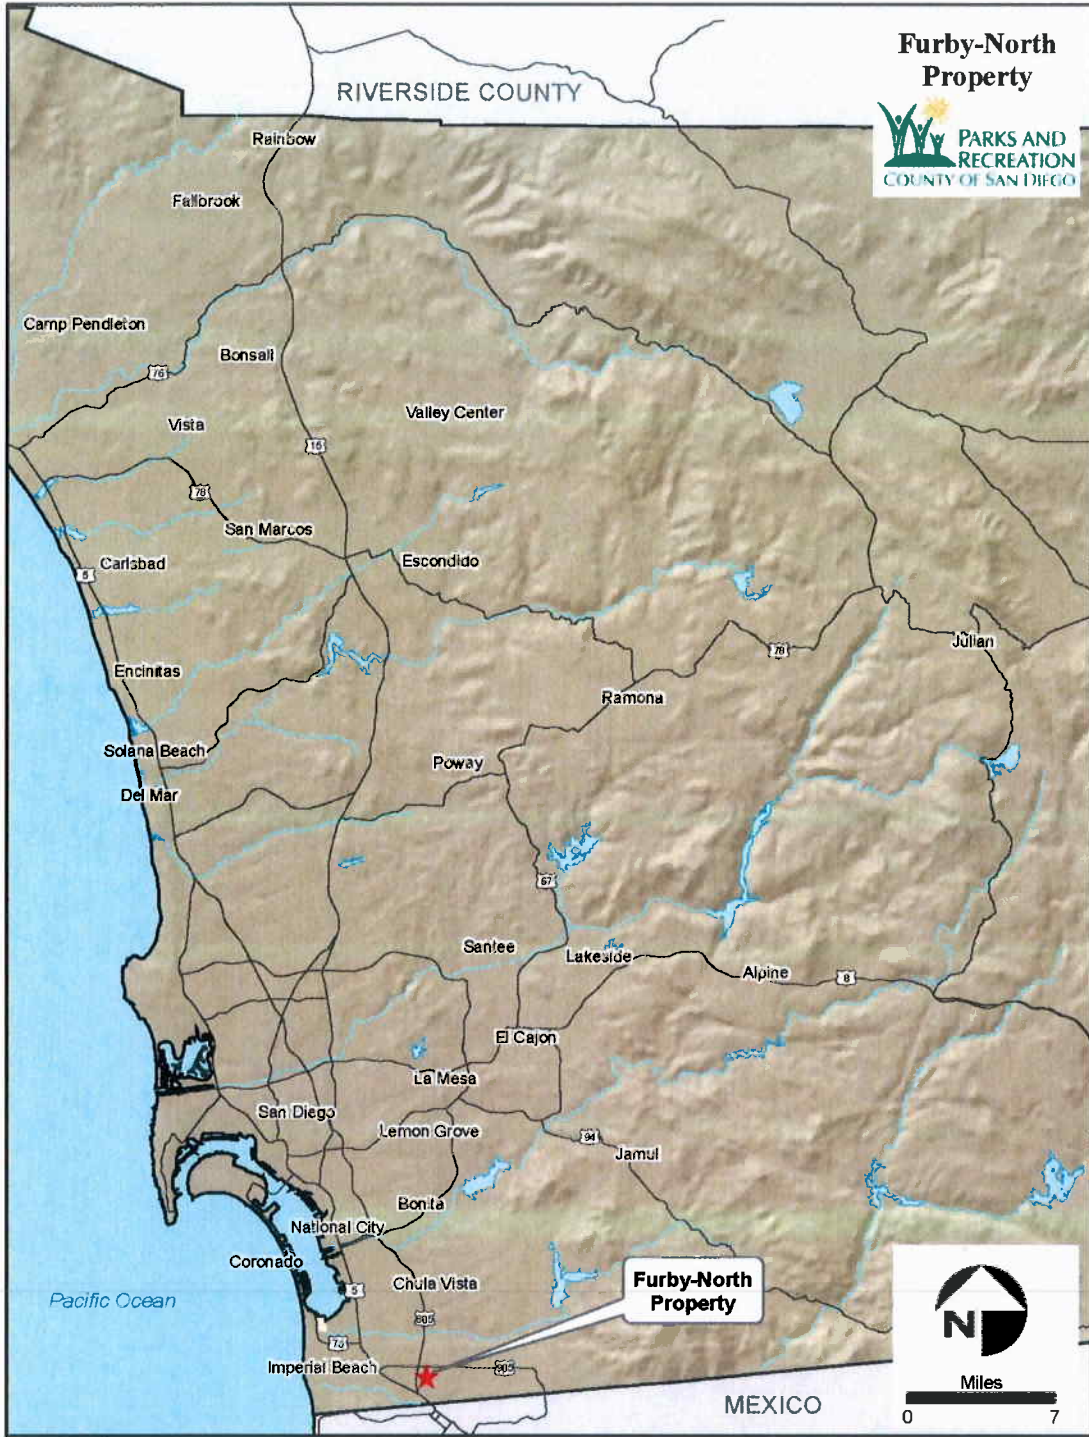 Furby-North
Property
PARKS AND
RECREATION
COUNTY OF SAN DIEGO
RIVERSIDE COUNTY
Rainbow
Fallbrook
Camp Pendleton
Bonsall
76
Valley Center
Vista
15
78
San Marcos
Escondido
Carlsbad
5
Julian
78
Encinitas
Ramona
Solana Beach
Poway
Del Mar
67
Santee
Lakeside
Alpine
8
El Cajon
La Mesa
San Diego
Lemon Grove
94
Jamul
Bonita
National City
Coronado
Chula Vista
Furby-North
Property
Pacific Ocean
5
805
75
Imperial Beach
905
N
Miles
0 7
MEXICO